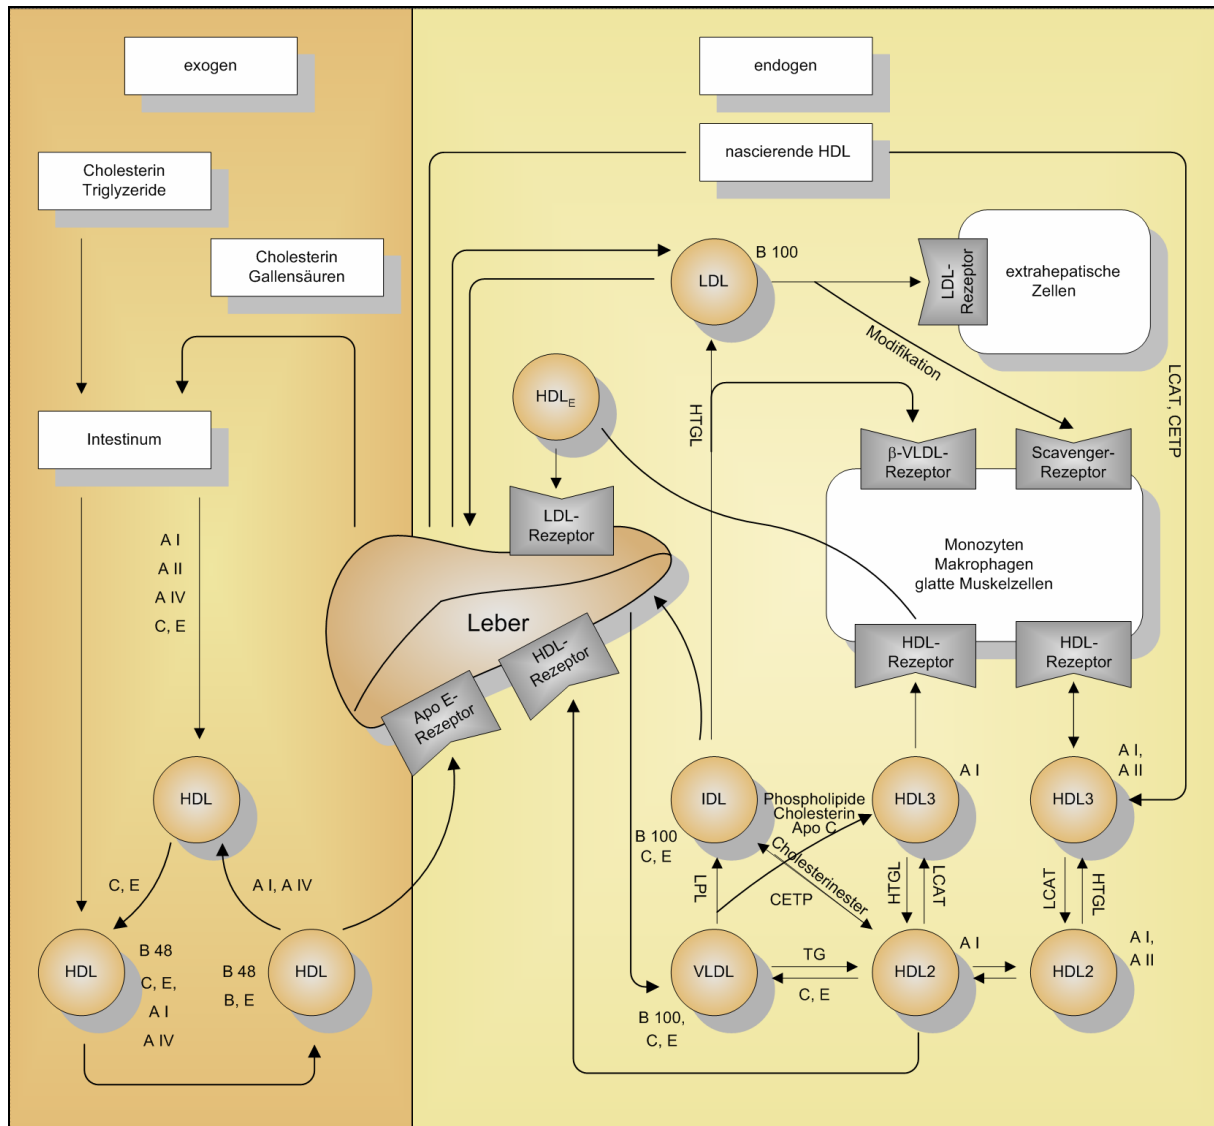 exogen
endogen
nascierende HDL
Cholesterin
Triglyzeride
Cholesterin
Gallensäuren
Intestinum
A I
A II
A IV
C, E
HDL
C, E
A I, A IV
HDL
B 48
C, E,
A I
A IV
B 48
B, E
HDL
LDL
B 100
LDL-
Rezeptor
extrahepatische
Zellen
Modifikation
LCAT, CETP
HDLE
HTGL
LDL-
Rezeptor
β-VLDL-
Rezeptor
Scavenger-
Rezeptor
Monozyten
Makrophagen
glatte Muskelzellen
Leber
HDL-
Rezeptor
Apo E-
Rezeptor
HDL-
Rezeptor
HDL-
Rezeptor
IDL
Phospholipide
Cholesterin
Apo C
HDL3
A I
HDL3
A I,
A II
B 100
C, E
LPL
Cholesterinester
CETP
HTGL
LCAT
LCAT
HTGL
VLDL
B 100,
C, E
TG
C, E
HDL2
A I
HDL2
A I,
A II